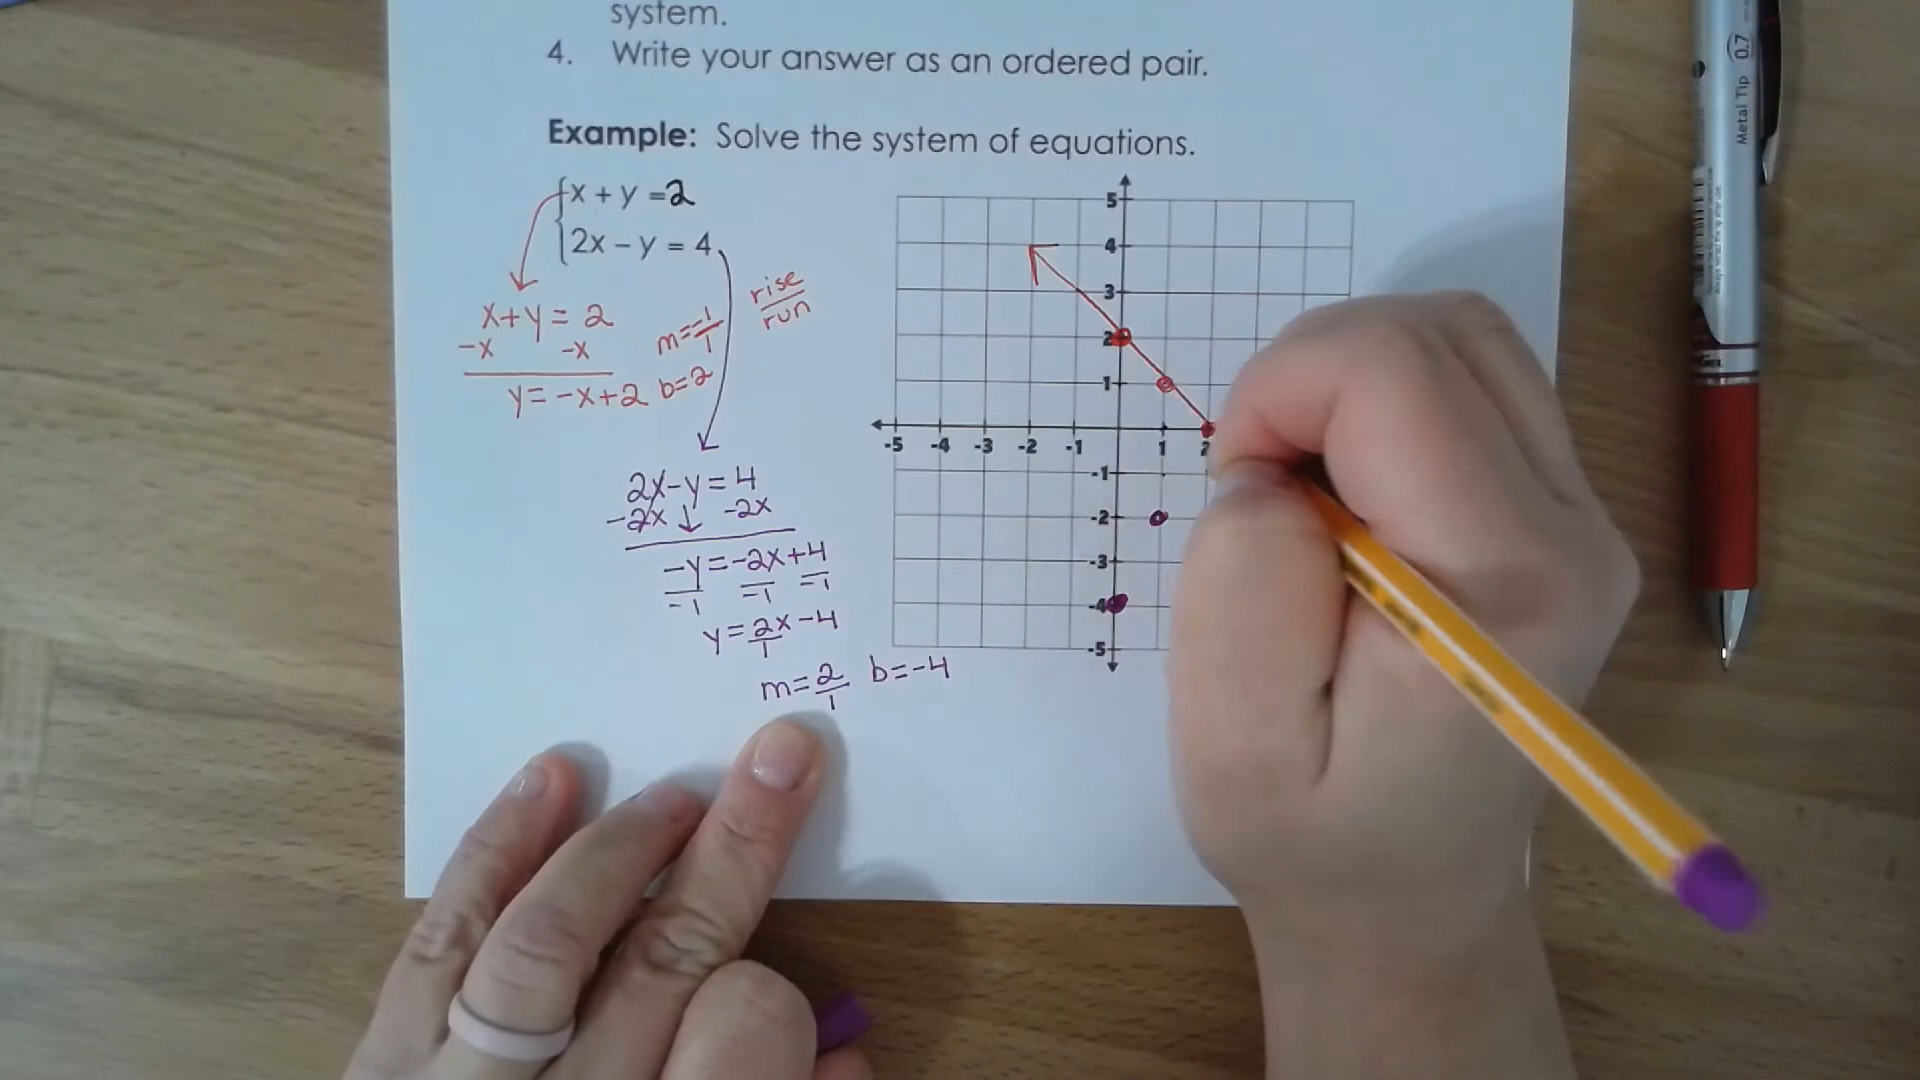 system.
4. Write your answer as an ordered pair.
Example: Solve the system of equations.
x + y = 2
2x – y = 4
x+y = 2
-x -x
y = -x+2
m = -1/1
b=2
rise
run
2x-y = 4
-2x -2x
-y = -2x+4
-1 -1 -1
y = 2x-4
1
m = 2/1 b = -4
5
4
3
2
1
-5 -4 -3 -2 -1 1 2
-1
-2
-3
-4
-5
Metal Tip 0.7